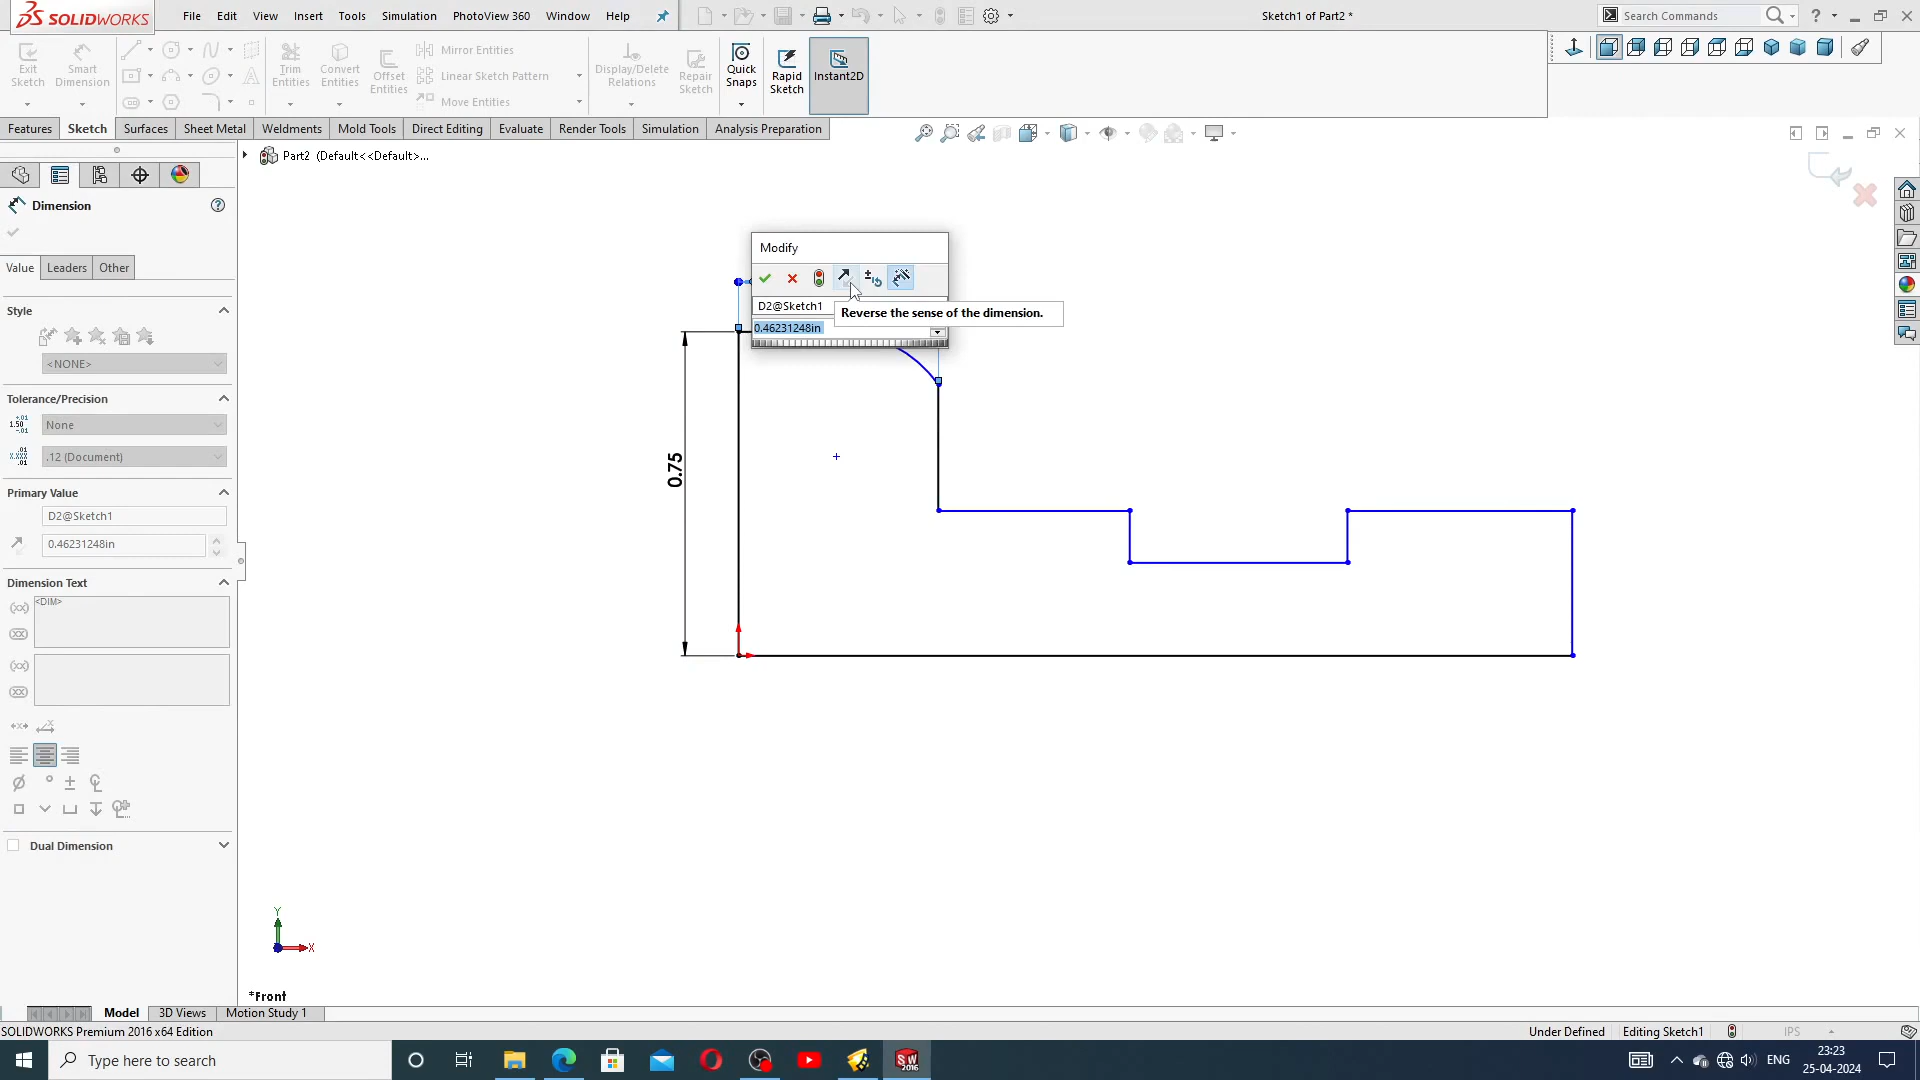 SOLIDWORKS File Edit View Insert Tools Simulation PhotoView 360 Window Help Sketch1 of Part2 * Search Commands ?
Exit Sketch Smart Dimension Trim Entities Convert Entities Offset Entities Mirror Entities Linear Sketch Pattern Move Entities Display/Delete Relations Repair Sketch Quick Snaps Rapid Sketch Instant2D
Features Sketch Surfaces Sheet Metal Weldments Mold Tools Direct Editing Evaluate Render Tools Simulation Analysis Preparation
Part2 (Default<<Default>...
Dimension
Value Leaders Other
Style
<NONE>
Tolerance/Precision
None
.12 (Document)
Primary Value
D2@Sketch1
0.46231248in
Dimension Text
<DIM>
Dual Dimension
Modify
D2@Sketch1
Reverse the sense of the dimension.
0.46231248in
0.75
Y
X
*Front
Model 3D Views Motion Study 1
SOLIDWORKS Premium 2016 x64 Edition Under Defined Editing Sketch1 IPS
Type here to search ENG 23:23
25-04-2024